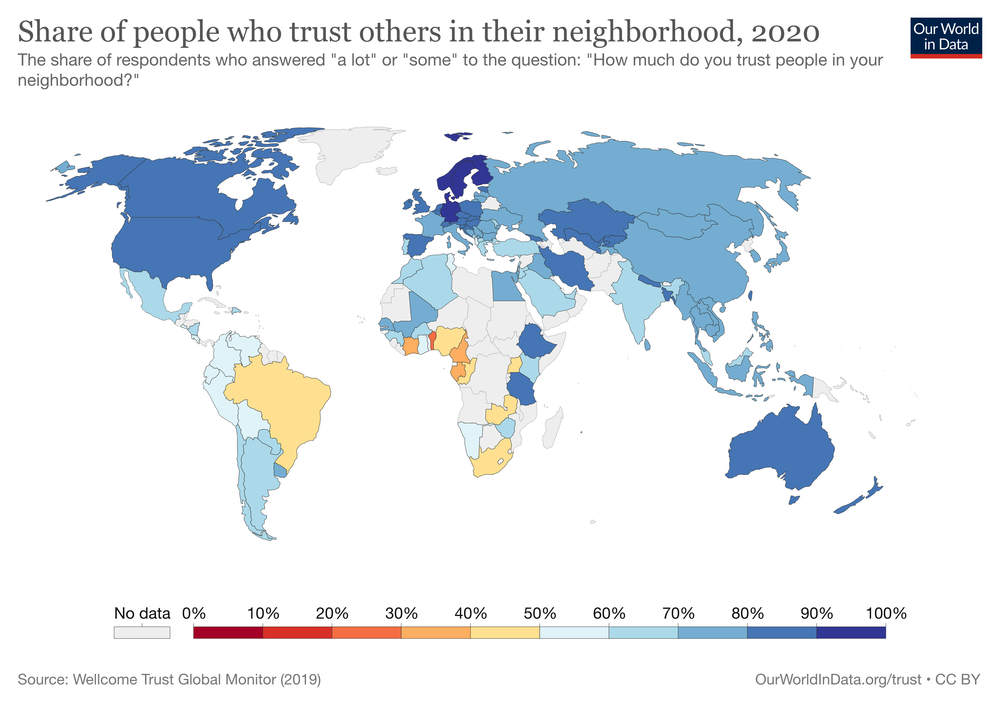 Share of people who trust others in their neighborhood, 2020
Our World
in Data
The share of respondents who answered "a lot" or "some" to the question: "How much do you trust people in your
neighborhood?"
No data 0% 10% 20% 30% 40% 50% 60% 70% 80% 90% 100%
Source: Wellcome Trust Global Monitor (2019)
OurWorldInData.org/trust • CC BY